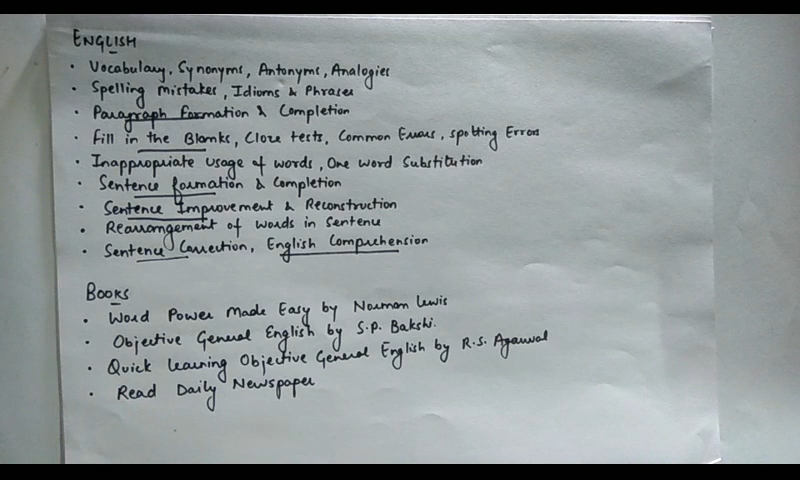 ENGLISH
• Vocabulary, Synonyms, Antonyms, Analogies
• Spelling mistakes, Idioms & Phrases
• Paragraph Formation & Completion
• Fill in the Blanks, Cloze tests, Common Errors, spotting Errors
• Inappropriate Usage of words, One word Substitution
• Sentence formation & Completion
• Sentence Improvement & Reconstruction
• Rearrangement of words in Sentence
• Sentence Correction, English Comprehension
BOOKS
• Word Power Made Easy by Norman Lewis
• Objective General English by S.P. Bakshi.
• Quick Learning Objective General English by R.S. Agarwal
• Read Daily Newspaper